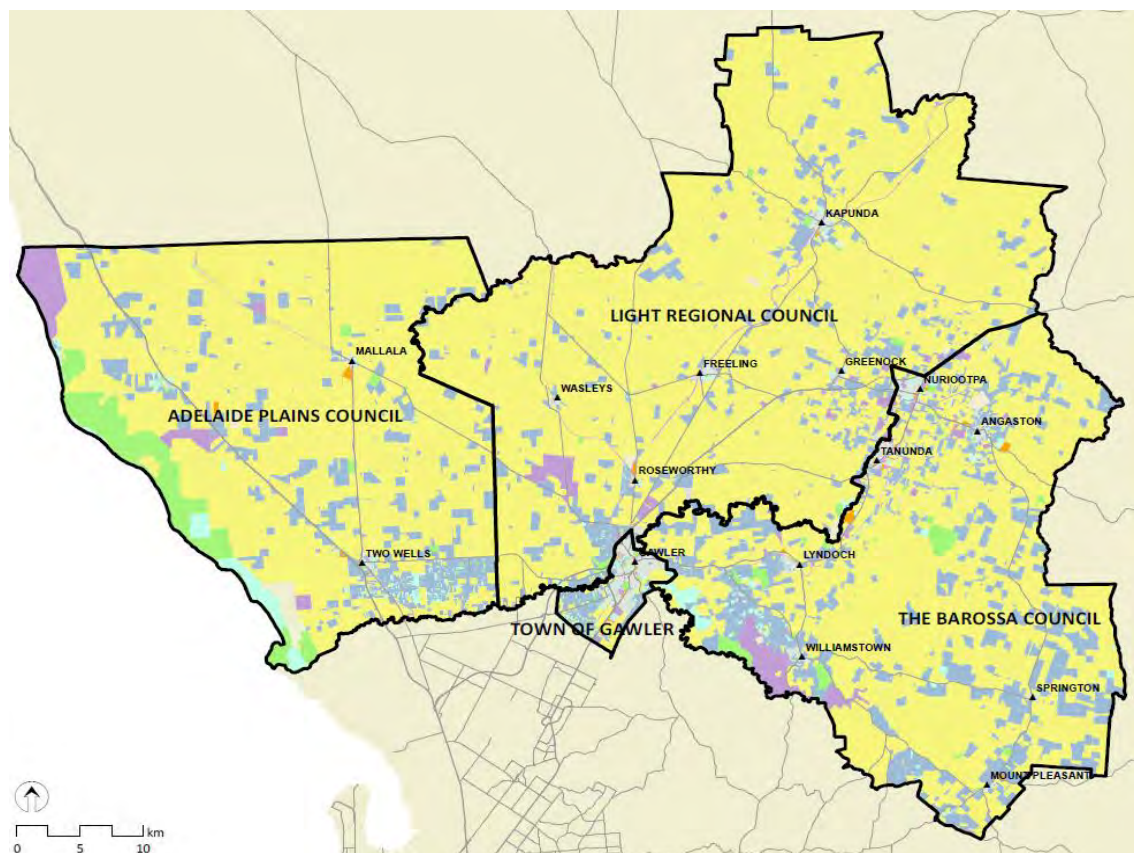 KAPUNDA
LIGHT REGIONAL COUNCIL
MALLALA
FREELING
GREENOCK
NURIOOTPA
WASLEYS
ADELAIDE PLAINS COUNCIL
ANGASTON
TANUNDA
ROSEWORTHY
TWO WELLS
GAWLER
LYNDOCH
TOWN OF GAWLER
THE BAROSSA COUNCIL
WILLIAMSTOWN
SPRINGTON
MOUNT PLEASANT
km
0 5 10